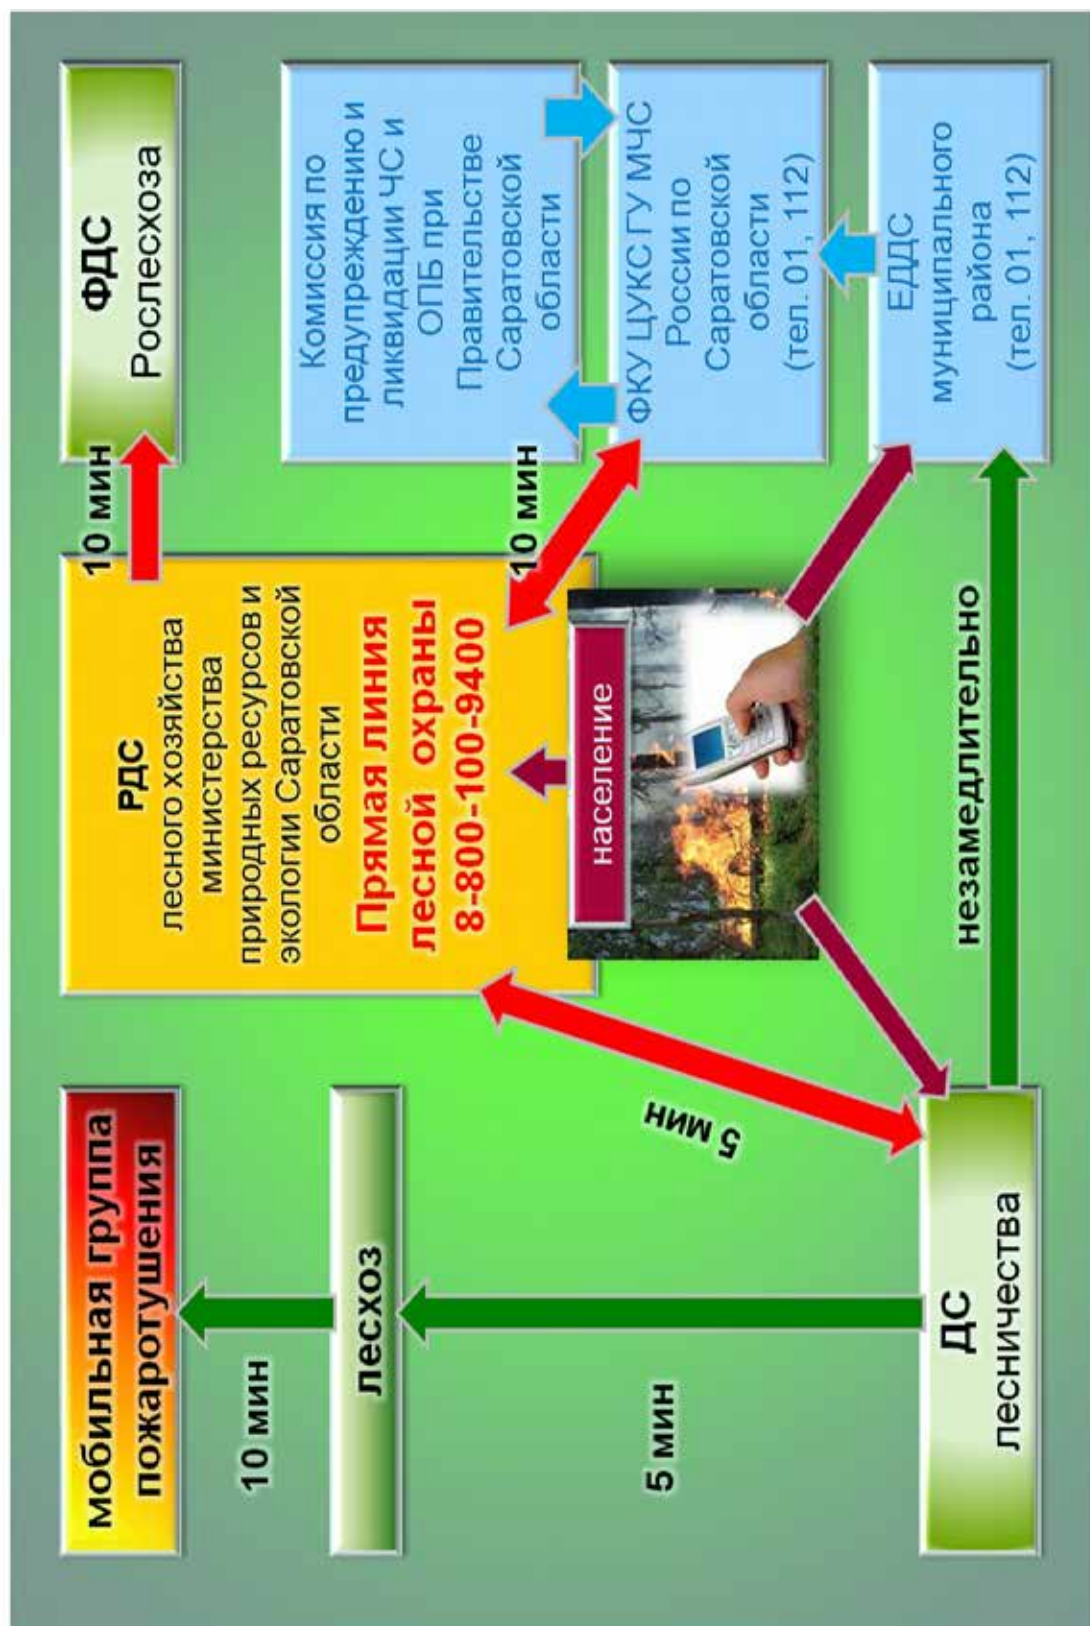 мобильная группа
пожаротушения
10 мин
лесхоз
5 мин
ДС
лесничества
РДС
лесного хозяйства
министерства
природных ресурсов и
экологии Саратовской
области
Прямая линия
лесной охраны
8-800-100-9400
5 мин
население
незамедлительно
10 мин
ФДС
Рослесхоза
10 мин
Комиссия по
предупреждению и
ликвидации ЧС и
ОПБ при
Правительстве
Саратовской
области
ФКУ ЦУКС ГУ МЧС
России по
Саратовской
области
(тел. 01, 112)
ЕДДС
муниципального
района
(тел. 01, 112)